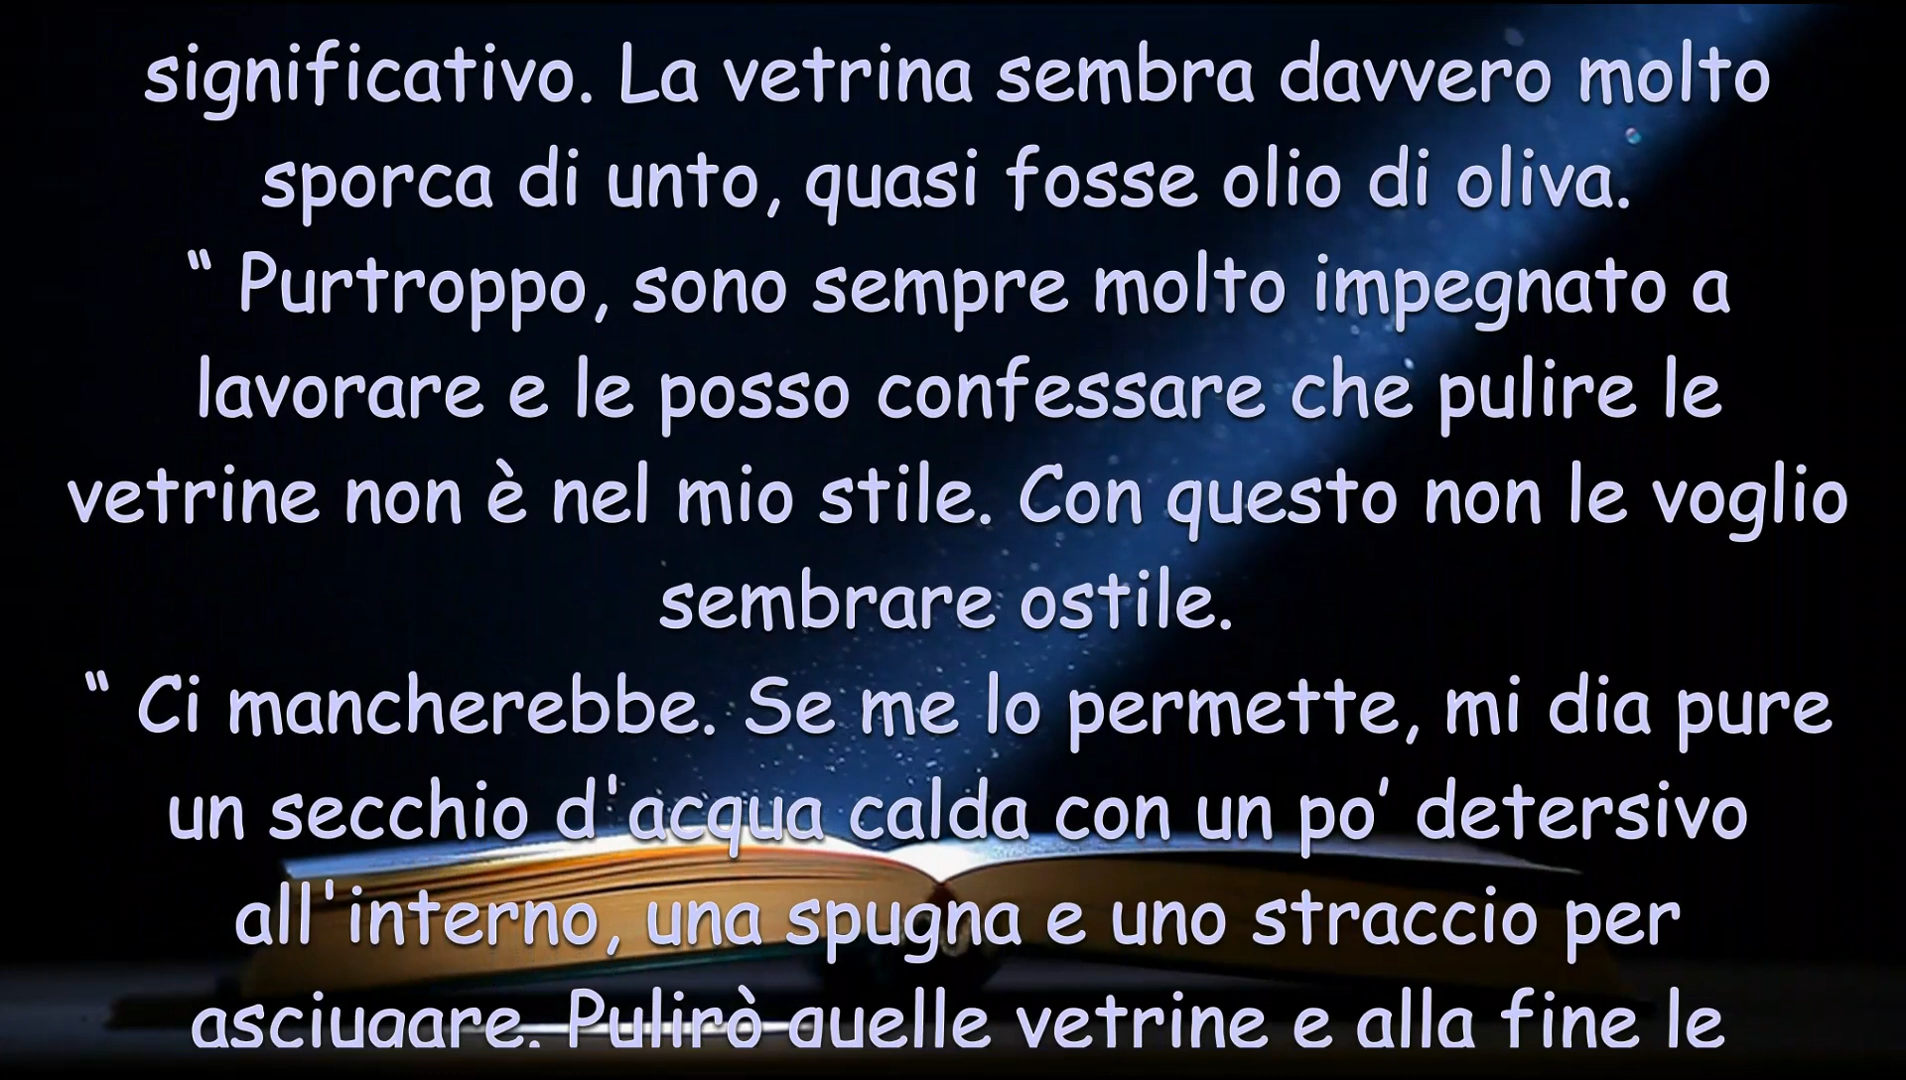 significativo. La vetrina sembra davvero molto
sporca di unto, quasi fosse olio di oliva.
“ Purtroppo, sono sempre molto impegnato a
lavorare e le posso confessare che pulire le
vetrine non è nel mio stile. Con questo non le voglio
sembrare ostile.
“ Ci mancherebbe. Se me lo permette, mi dia pure
un secchio d'acqua calda con un po’ detersivo
all'interno, una spugna e uno straccio per
asciugare. Pulirò quelle vetrine e alla fine le